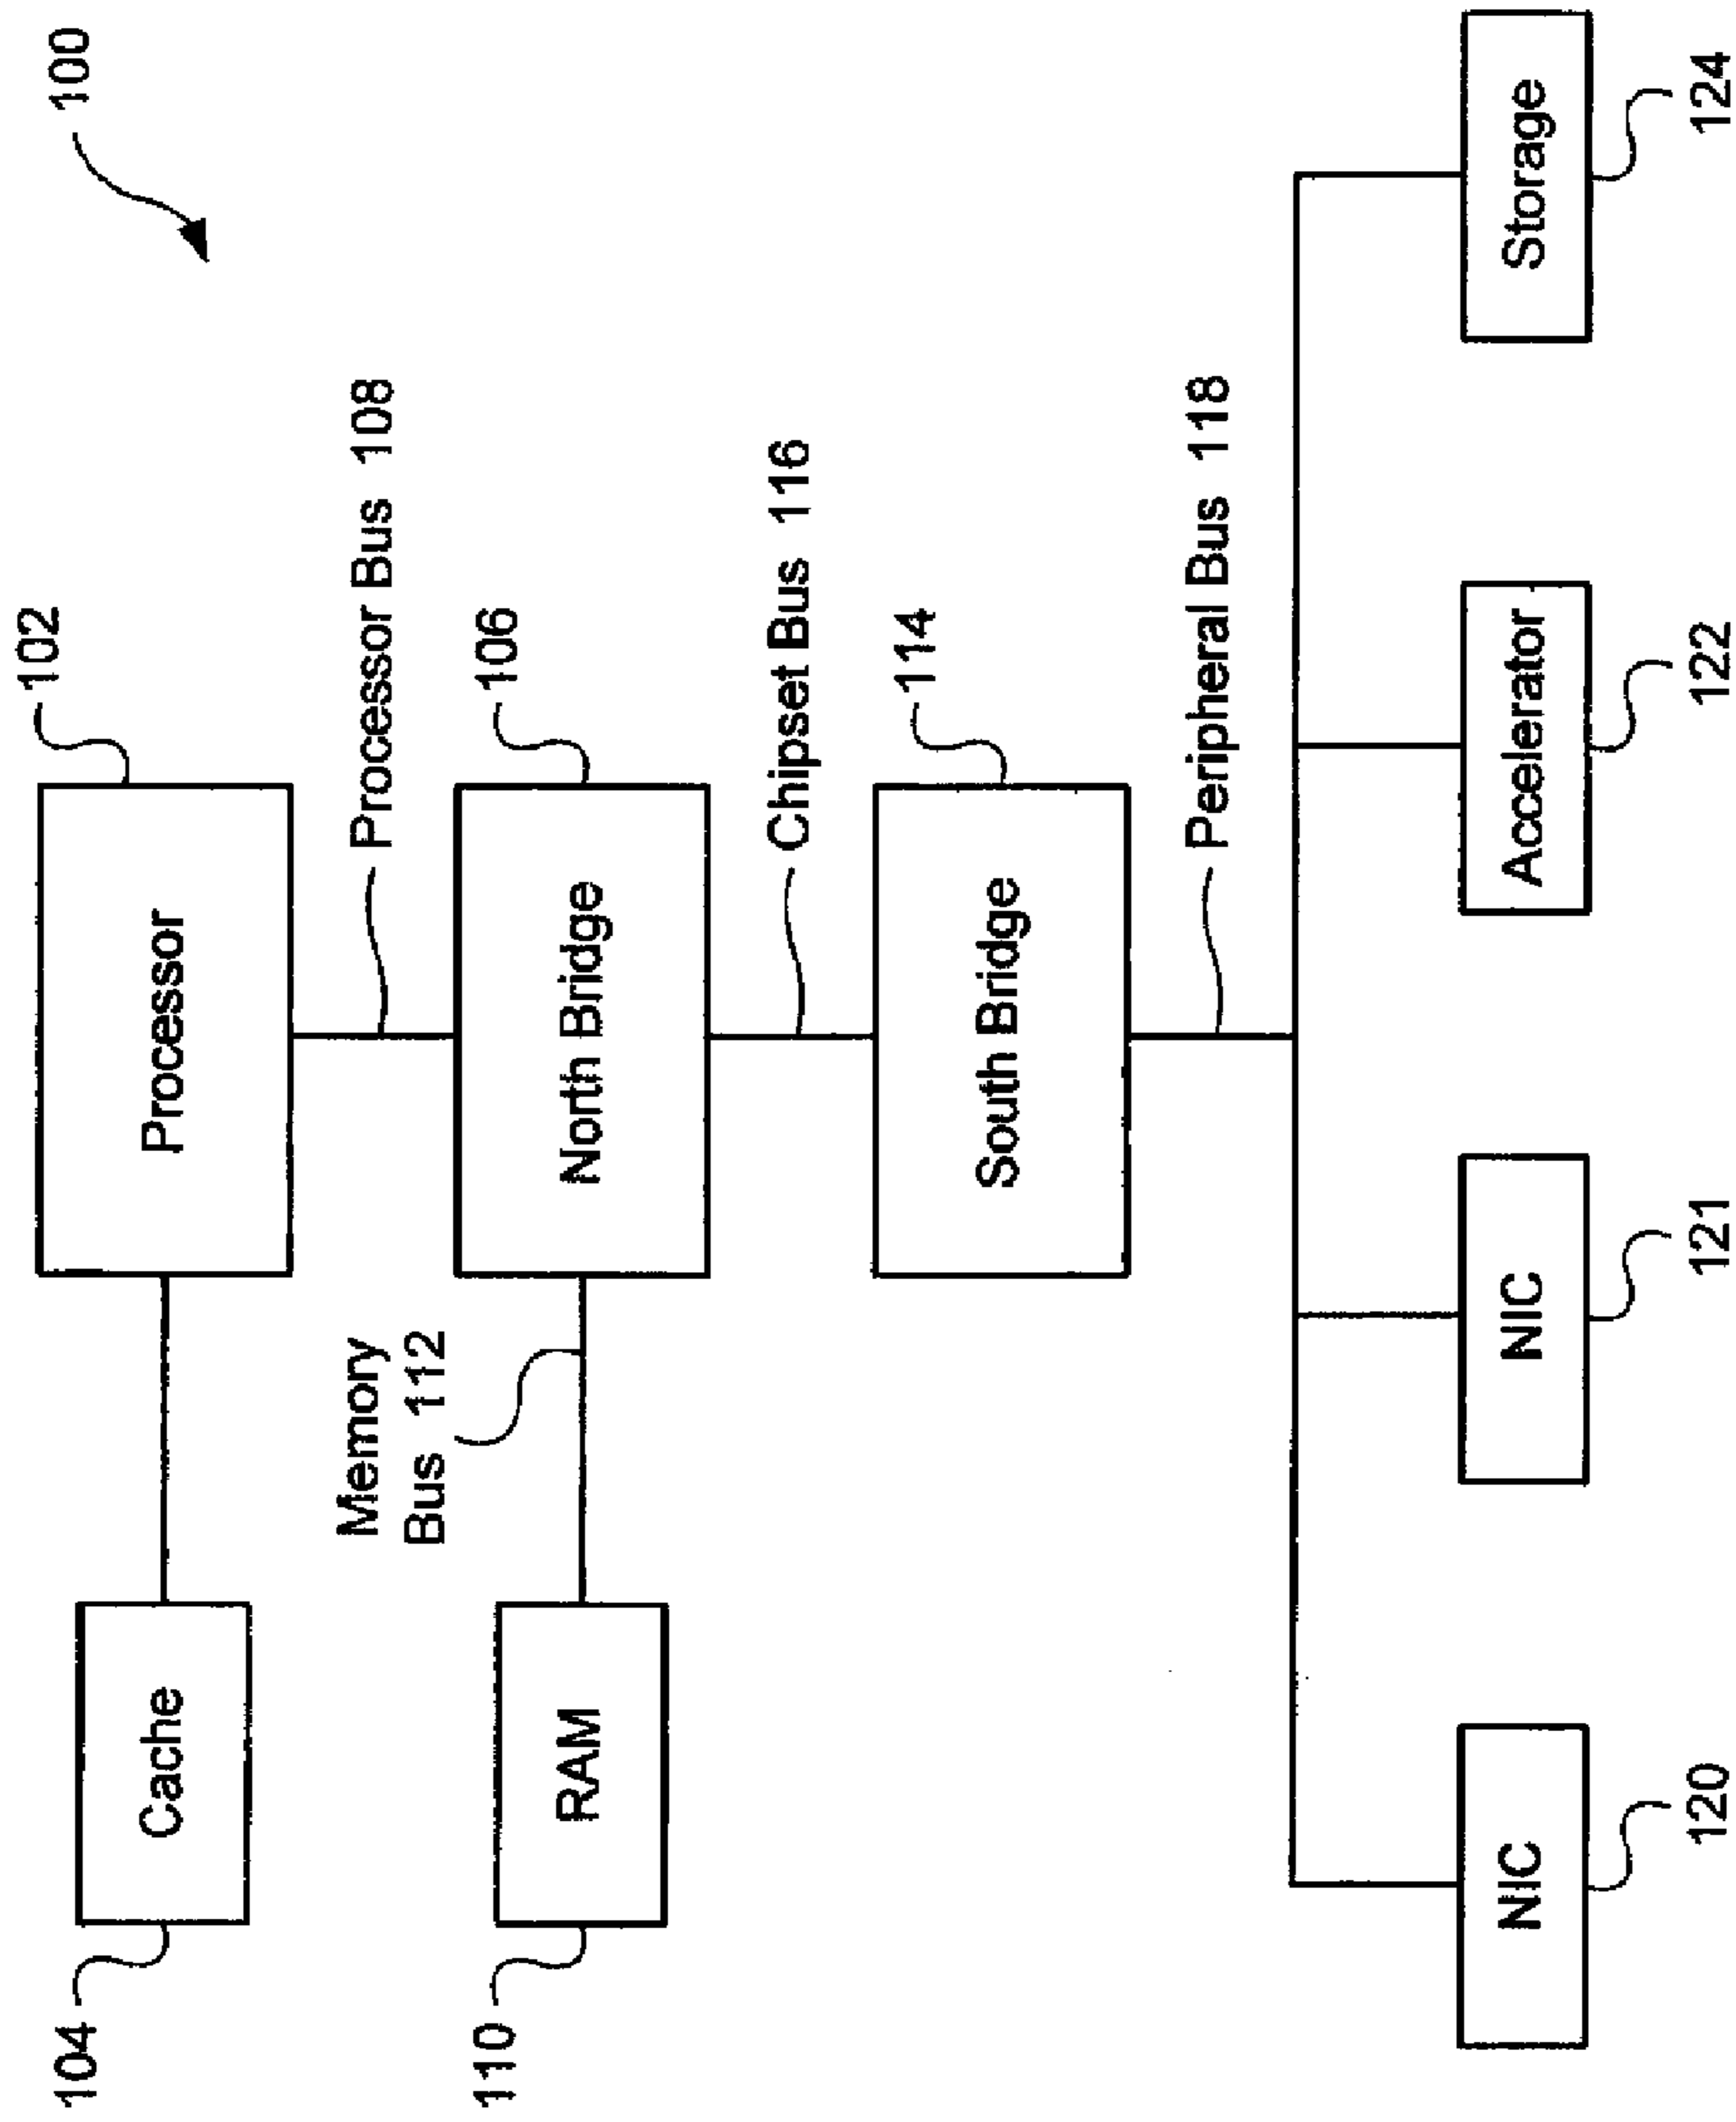 100
102
Processor
Cache
104
Processor Bus 108
106
North Bridge
Memory
Bus 112
RAM
110
Chipset Bus 116
114
South Bridge
Peripheral Bus 118
NIC
120
NIC
121
Accelerator
122
Storage
124